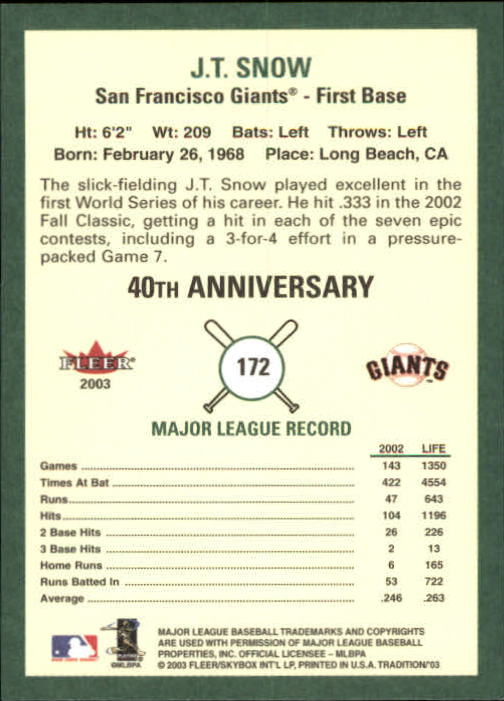 J.T. SNOW
San Francisco Giants® - First Base
Ht: 6'2" Wt: 209 Bats: Left Throws: Left
Born: February 26, 1968 Place: Long Beach, CA
The slick-fielding J.T. Snow played excellent in the
first World Series of his career. He hit .333 in the 2002
Fall Classic, getting a hit in each of the seven epic
contests, including a 3-for-4 effort in a pressure-
packed Game 7.
40TH ANNIVERSARY
FLEER®
2003
172
GIANTS
MAJOR LEAGUE RECORD
2002 LIFE
Games 143 1350
Times At Bat 422 4554
Runs 47 643
Hits 104 1196
2 Base Hits 26 226
3 Base Hits 2 13
Home Runs 6 165
Runs Batted In 53 722
Average .246 .263
©MLBPA
MAJOR LEAGUE BASEBALL TRADEMARKS AND COPYRIGHTS
ARE USED WITH PERMISSION OF MAJOR LEAGUE BASEBALL
PROPERTIES, INC. OFFICIAL LICENSEE - MLBPA
© 2003 FLEER/SKYBOX INT'L LP, PRINTED IN U.S.A. TRADITION'03